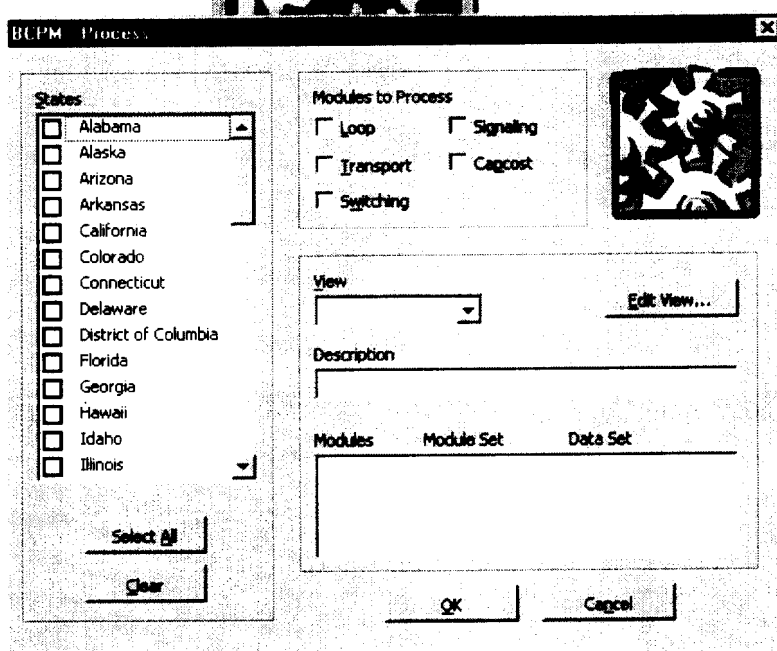 BCPM Process
States
Alabama
Alaska
Arizona
Arkansas
California
Colorado
Connecticut
Delaware
District of Columbia
Florida
Georgia
Hawaii
Idaho
Illinois
Select All
Clear
Modules to Process
Loop
Signaling
Transport
Capcost
Switching
View
Edit View...
Description
Modules Module Set Data Set
OK
Cancel